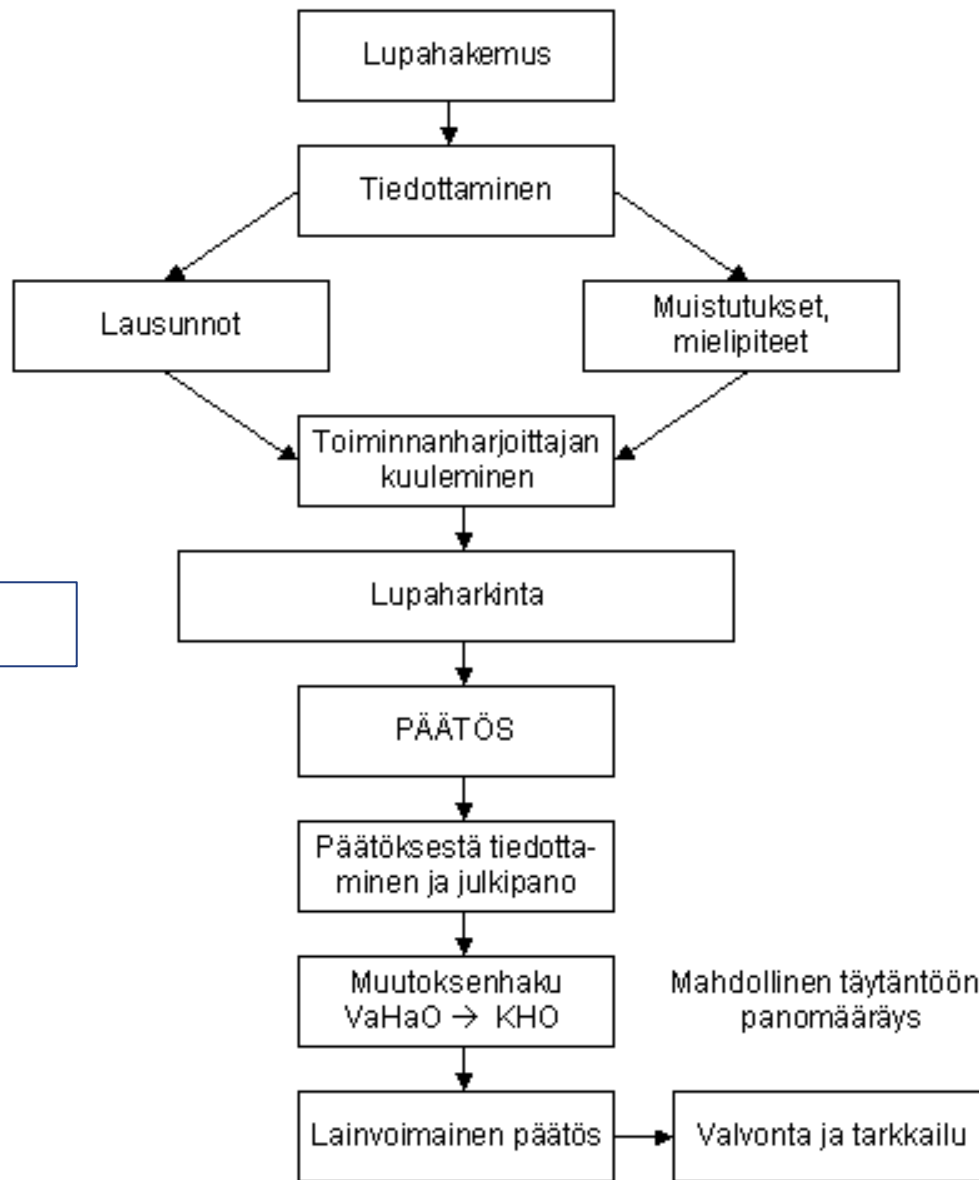 Lupahakemus
Tiedottaminen
Lausunnot
Muistutukset,
mielipiteet
Toiminnanharjoittajan
kuuleminen
Lupaharkinta
PÄÄTÖS
Päätöksestä tiedotta-
minen ja julkipano
Muutoksenhaku
VaHaO → KHO
Mahdollinen täytäntöön
panomääräys
Lainvoimainen päätös
Valvonta ja tarkkailu